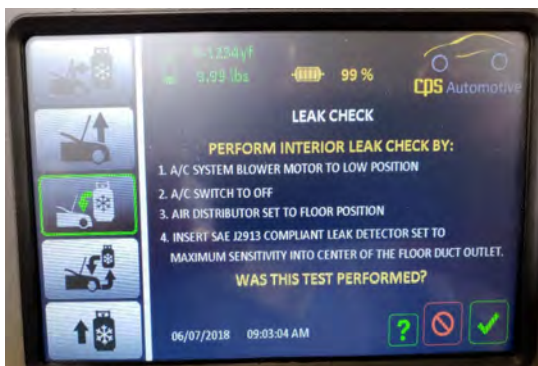 R-1234yf
9.99 lbs
99 %
CPS Automotive
LEAK CHECK
PERFORM INTERIOR LEAK CHECK BY:
1. A/C SYSTEM BLOWER MOTOR TO LOW POSITION
2. A/C SWITCH TO OFF
3. AIR DISTRIBUTOR SET TO FLOOR POSITION
4. INSERT SAE J2913 COMPLIANT LEAK DETECTOR SET TO
MAXIMUM SENSITIVITY INTO CENTER OF THE FLOOR DUCT OUTLET.
WAS THIS TEST PERFORMED?
06/07/2018 09:03:04 AM
?